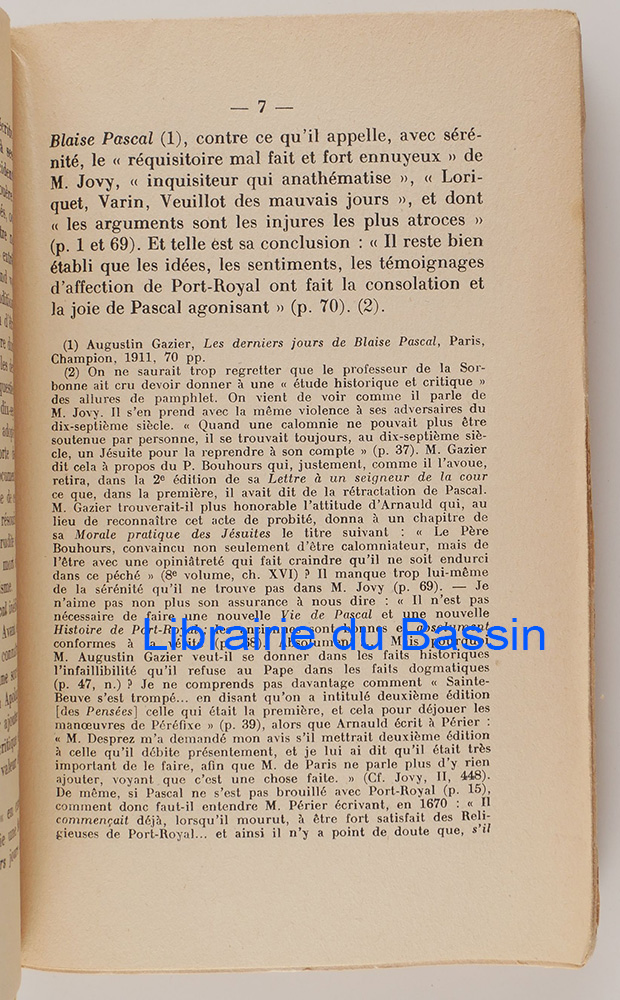 — 7 —
Blaise Pascal (1), contre ce qu'il appelle, avec séré-
nité, le « réquisitoire mal fait et fort ennuyeux » de
M. Jovy, « inquisiteur qui anathématise », « Lori-
quet, Varin, Veuillot des mauvais jours », et dont
« les arguments sont les injures les plus atroces »
(p. 1 et 69). Et telle est sa conclusion : « Il reste bien
établi que les idées, les sentiments, les témoignages
d'affection de Port-Royal ont fait la consolation et
la joie de Pascal agonisant » (p. 70). (2).
(1) Augustin Gazier, Les derniers jours de Blaise Pascal, Paris,
Champion, 1911, 70 pp.
(2) On ne saurait trop regretter que le professeur de la Sor-
bonne ait cru devoir donner à une « étude historique et critique »
des allures de pamphlet. On vient de voir comme il parle de
M. Jovy. Il s'en prend avec la même violence à ses adversaires du
dix-septième siècle. « Quand une calomnie ne pouvait plus être
soutenue par personne, il se trouvait toujours, au dix-septième siè-
cle, un Jésuite pour la reprendre à son compte » (p. 37). M. Gazier
dit cela à propos du P. Bouhours qui, justement, comme il l'avoue,
retira, dans la 2e édition de sa Lettre à un seigneur de la cour
ce que, dans la première, il avait dit de la rétractation de Pascal.
M. Gazier trouverait-il plus honorable l'attitude d'Arnauld qui, au
lieu de reconnaître cet acte de probité, donna à un chapitre de
sa Morale pratique des Jésuites le titre suivant : « Le Père
Bouhours, convaincu non seulement d'être calomniateur, mais de
l'être avec une opiniâtreté qui fait craindre qu'il ne soit endurci
dans ce péché » (8e volume, ch. XVI) ? Il manque trop lui-même
de la sérénité qu'il ne trouve pas dans M. Jovy (p. 69). — Je
n'aime pas non plus son assurance à nous dire : « Il n'est pas
nécessaire de faire une nouvelle Vie de Pascal et une nouvelle
Histoire de Port-Royal
Librairie du Bassin
conformes à la vérité
M. Augustin Gazier veut-il se donner dans les faits historiques
l'infaillibilité qu'il refuse au Pape dans les faits dogmatiques
(p. 47, n.) ? Je ne comprends pas davantage comment « Sainte-
Beuve s'est trompé... en disant qu'on a intitulé deuxième édition
[des Pensées] celle qui était la première, et cela pour déjouer les
manœuvres de Péréfixe » (p. 39), alors que Arnauld écrit à Périer :
« M. Desprez m'a demandé mon avis s'il mettrait deuxième édition
à celle qu'il débite présentement, et je lui ai dit qu'il était très
important de le faire, afin que M. de Paris ne parle plus d'y rien
ajouter, voyant que c'est une chose faite. » (Cf. Jovy, II, 448).
De même, si Pascal ne s'est pas brouillé avec Port-Royal (p. 15),
comment donc faut-il entendre M. Périer écrivant, en 1670 : « Il
commençait déjà, lorsqu'il mourut, à être fort satisfait des Reli-
gieuses de Port-Royal... et ainsi il n'y a point de doute que, s'il